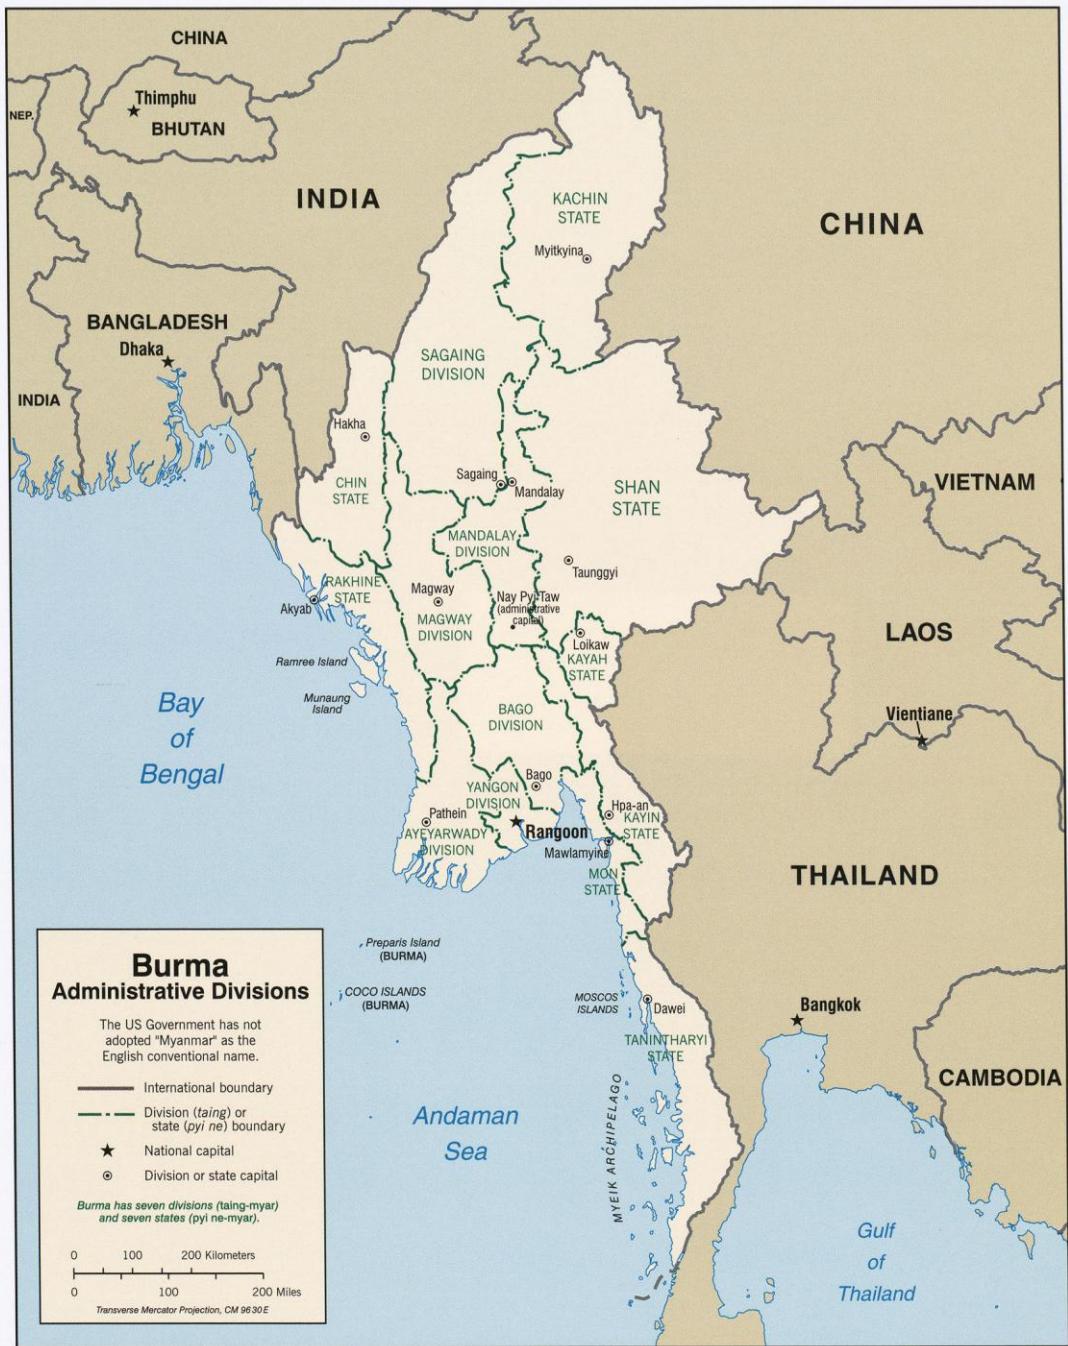 CHINA
Thimphu
NEP.
BHUTAN
INDIA
KACHIN
STATE
CHINA
Myitkyina
BANGLADESH
Dhaka
SAGAING
DIVISION
INDIA
Hakha
CHIN
STATE
Sagaing
Mandalay
SHAN
STATE
VIETNAM
MANDALAY
DIVISION
Taunggyi
RAKHINE
STATE
Akyab
Magway
MAGWAY
DIVISION
Nay Pyi Taw
(administrative
capital)
Loikaw
KAYAH
STATE
LAOS
Ramree Island
Munaung
Island
Bay
of
Bengal
BAGO
DIVISION
Vientiane
Bago
YANGON
DIVISION
Pathein
AYEYARWADY
DIVISION
Rangoon
Hpa-an
KAYIN
STATE
Mawlamyine
MON
STATE
THAILAND
Preparis Island
(BURMA)
COCO ISLANDS
(BURMA)
MOSCOS
ISLANDS
Dawei
TANINTHARYI
STATE
Bangkok
CAMBODIA
MYEIK ARCHIPELAGO
Andaman
Sea
Gulf
of
Thailand
Burma
Administrative Divisions
The US Government has not
adopted "Myanmar" as the
English conventional name.
International boundary
Division (taing) or
state (pyi ne) boundary
National capital
Division or state capital
Burma has seven divisions (taing-myar)
and seven states (pyi ne-myar).
0 100 200 Kilometers
0 100 200 Miles
Transverse Mercator Projection, CM 96 30 E